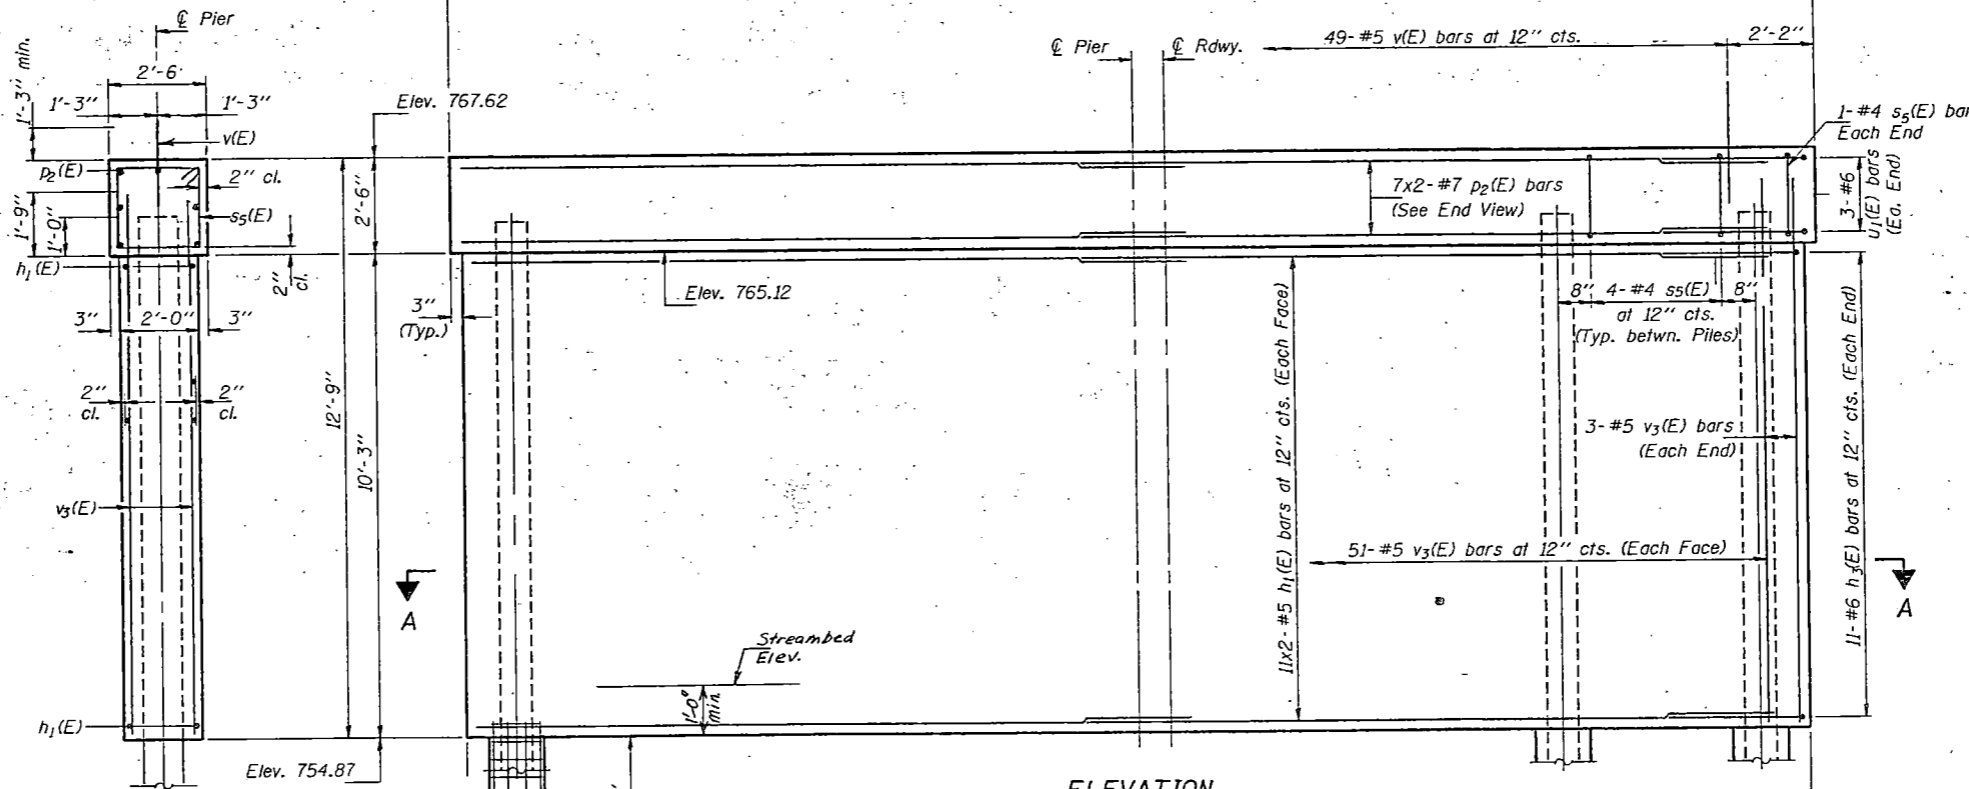 ℄ Pier
2'-6"
1'-3" min.
1'-3"
1'-3"
v(E)
p2(E)
2" cl.
1'-9"
1'-0"
s5(E)
h1(E)
2"
cl.
3"
2'-0"
3"
2"
cl.
2"
cl.
v3(E)
h1(E)
Elev. 767.62
2'-6"
12'-9"
10'-3"
Elev. 754.87
3"
(Typ.)
Elev. 765.12
A
Streambed
Elev.
1'-0"
min.
℄ Pier
℄ Rdwy.
49-#5 v(E) bars at 12" cts.
2'-2"
1-#4 s5(E) bar
Each End
7x2-#7 p2(E) bars
(See End View)
3-#6
u1(E) bars
(Ea. End)
8"
4-#4 s5(E)
at 12" cts.
(Typ. betwn. Piles)
8"
11x2-#5 h1(E) bars at 12" cts. (Each Face)
3-#5 v3(E) bars
(Each End)
51-#5 v3(E) bars at 12" cts. (Each Face)
11-#6 h3(E) bars at 12" cts. (Each End)
A
ELEVATION